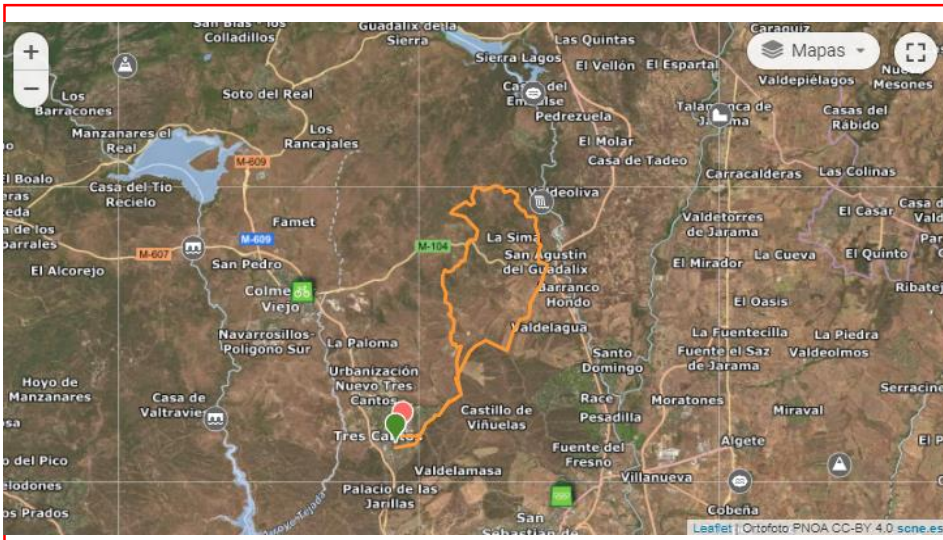 San Blas - los
Colladillos
Guadalix de la
Sierra
Las Quintas
Caraquiz
Sierra Lagos
El Vellón
El Espartal
Mapas
Valdepiélagos
Mesones
Los
Barracones
Soto del Real
Pedrezuela
Talamanca de
Jarama
Casas del
Rábido
Manzanares el
Real
Los
Rancajales
El Molar
M-609
Casa de Tadeo
El Boalo
Casa del Tío
Recielo
Carracalderas
Las Colinas
Valdeoliva
Famet
Valdetorres
de Jarama
El Casar
M-609
M-104
La Sima
M-607
San Pedro
San Agustín
del Guadalix
El Alcorejo
El Mirador
La Cueva
El Quinto
Barranco
Hondo
Viejo
El Oasis
Navarrosillos-
Polígono Sur
La Paloma
Valdelagua
La Fuentecilla
La Piedra
Santo
Domingo
Fuente el Saz
de Jarama
Valdeolmos
Hoyo de
Manzanares
Urbanización
Nuevo Tres
Cantos
Casa de
Valtravieso
Race
Moratones
Castillo de
Viñuelas
Pesadilla
Miraval
Tres Cantos
Algete
Fuente del
Fresno
Valdelamasa
Villanueva
Palacio de las
Jarillas
os Prados
Arroyo Tejada
Cobeña
San
Sebastián de
Leaflet | Ortofoto PNOA CC-BY 4.0 scne.es